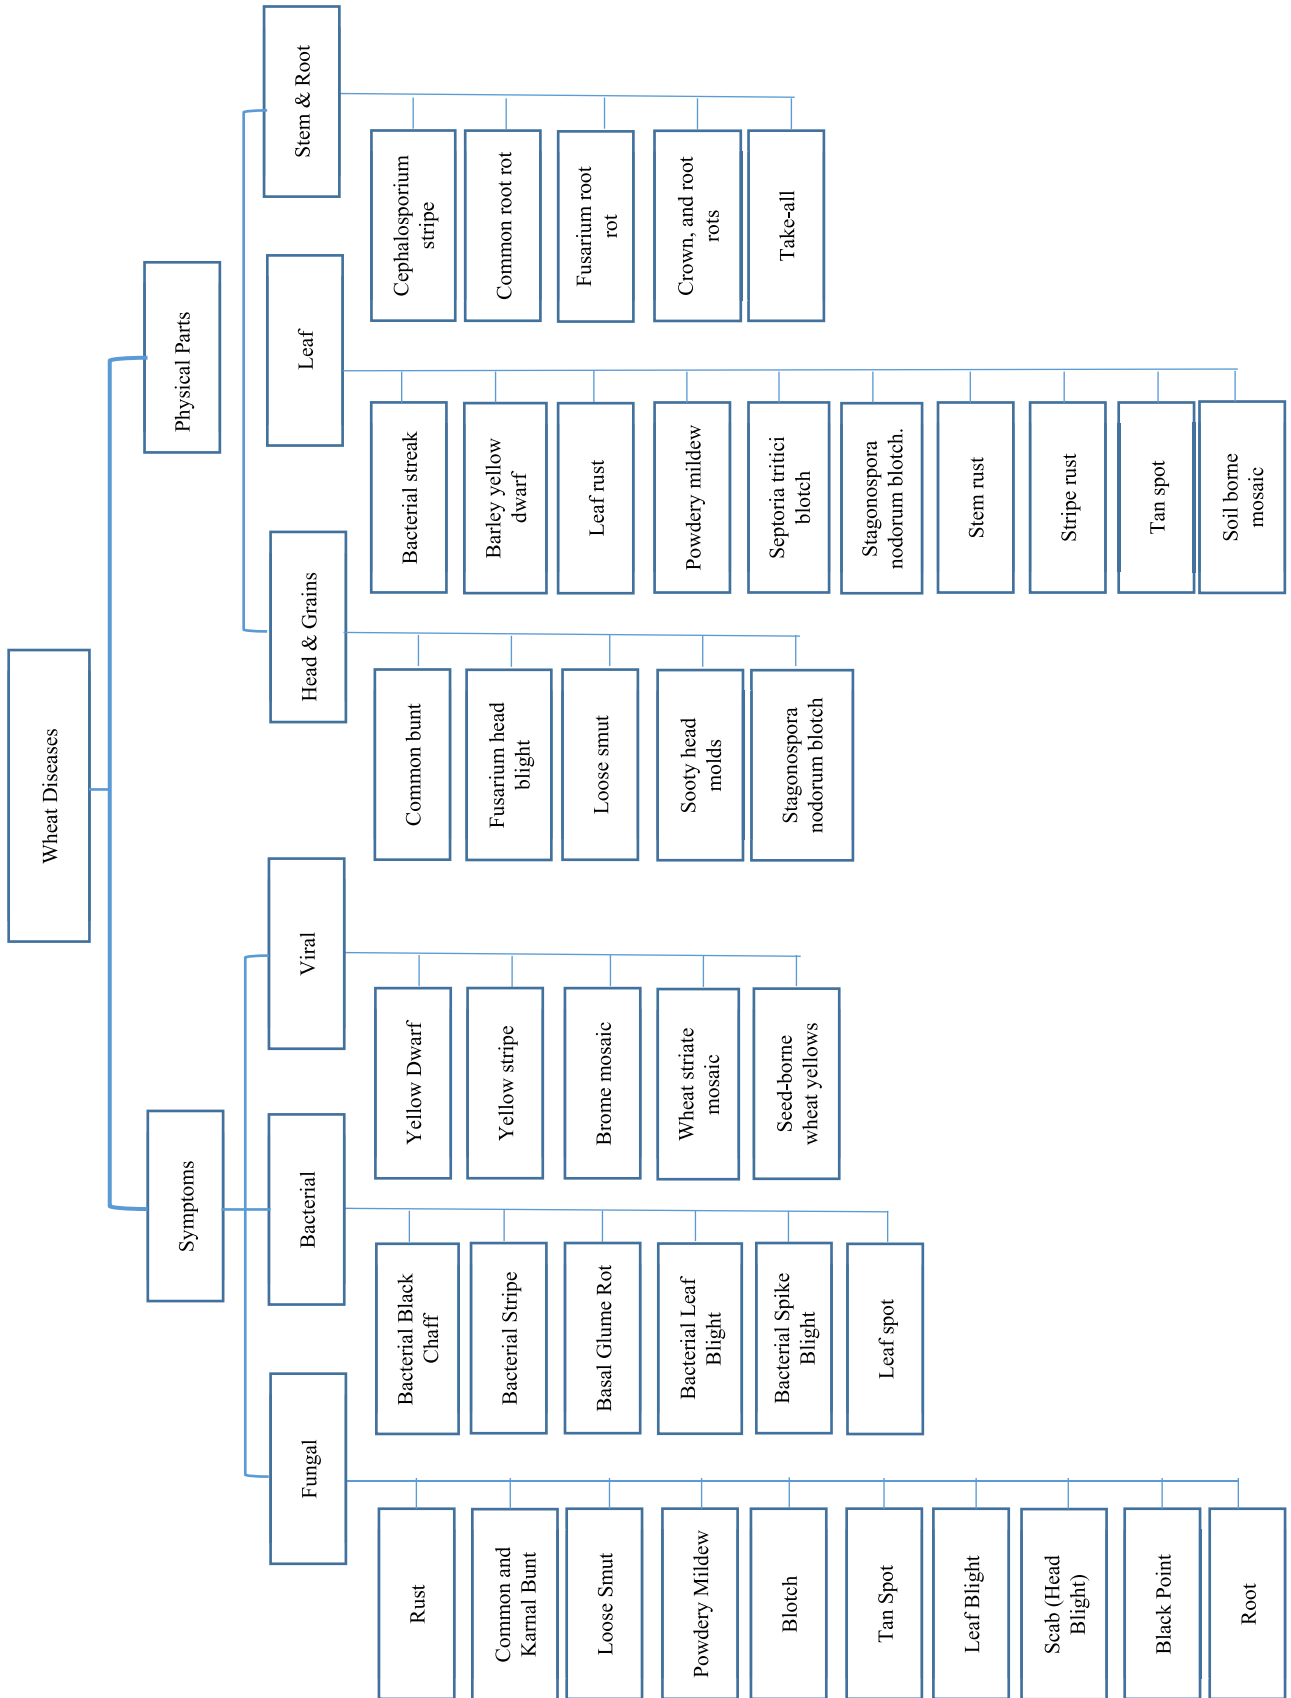 Wheat Diseases
Symptoms
Physical Parts
Fungal
Bacterial
Viral
Head & Grains
Leaf
Stem & Root
Rust
Common and
Karnal Bunt
Loose Smut
Powdery Mildew
Blotch
Tan Spot
Leaf Blight
Scab (Head
Blight)
Black Point
Root
Bacterial Black
Chaff
Bacterial Stripe
Basal Glume Rot
Bacterial Leaf
Blight
Bacterial Spike
Blight
Leaf spot
Yellow Dwarf
Yellow stripe
Brome mosaic
Wheat striate
mosaic
Seed-borne
wheat yellows
Common bunt
Fusarium head
blight
Loose smut
Sooty head
molds
Stagonospora
nodorum blotch
Bacterial streak
Barley yellow
dwarf
Leaf rust
Powdery mildew
Septoria tritici
blotch
Stagonospora
nodorum blotch.
Stem rust
Stripe rust
Tan spot
Soil borne
mosaic
Cephalosporium
stripe
Common root rot
Fusarium root
rot
Crown, and root
rots
Take-all